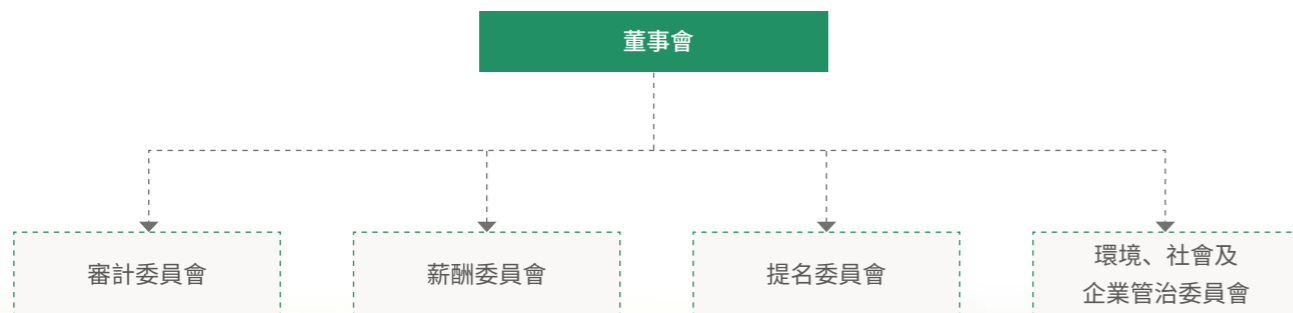 董事會
審計委員會
薪酬委員會
提名委員會
環境、社會及
企業管治委員會